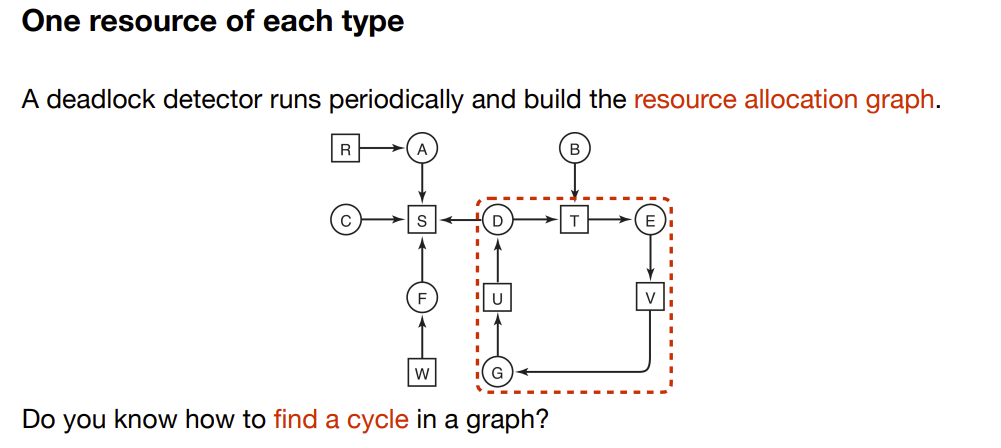 One resource of each type
A deadlock detector runs periodically and build the resource allocation graph.
R A B
C S D T E
F U V
W G
Do you know how to find a cycle in a graph?